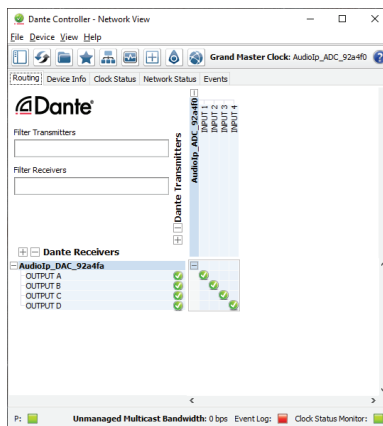 Dante Controller - Network View
File Device View Help
Grand Master Clock: AudioIp_ADC_92a4f0
Routing Device Info Clock Status Network Status Events
Dante
Filter Transmitters
Filter Receivers
Dante Transmitters
AudioIp_ADC_92a4f0
INPUT 1
INPUT 2
INPUT 3
INPUT 4
Dante Receivers
AudioIp_DAC_92a4fa
OUTPUT A
OUTPUT B
OUTPUT C
OUTPUT D
P: Unmanaged Multicast Bandwidth: 0 bps Event Log: Clock Status Monitor: